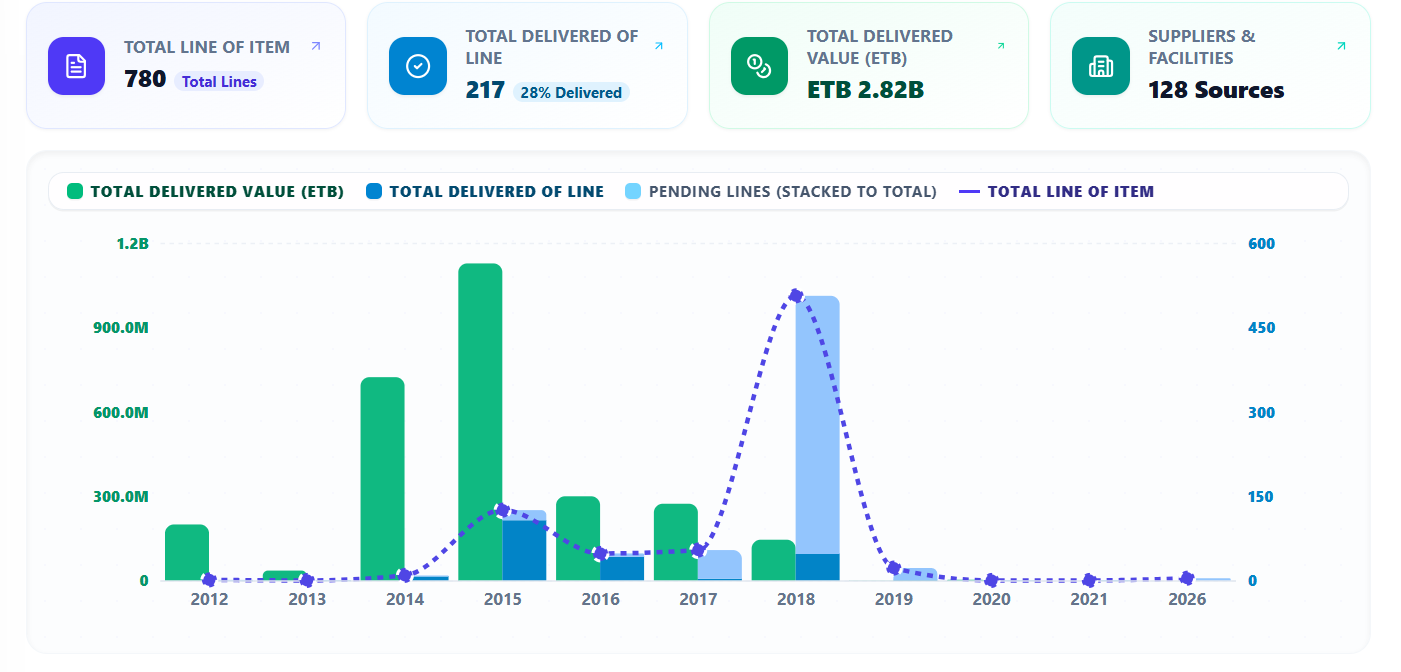 TOTAL LINE OF ITEM
780 Total Lines
TOTAL DELIVERED OF
LINE
217 28% Delivered
TOTAL DELIVERED
VALUE (ETB)
ETB 2.82B
SUPPLIERS &
FACILITIES
128 Sources
TOTAL DELIVERED VALUE (ETB) TOTAL DELIVERED OF LINE PENDING LINES (STACKED TO TOTAL) TOTAL LINE OF ITEM
1.2B 600
900.0M 450
600.0M 300
300.0M 150
0 0
2012 2013 2014 2015 2016 2017 2018 2019 2020 2021 2026